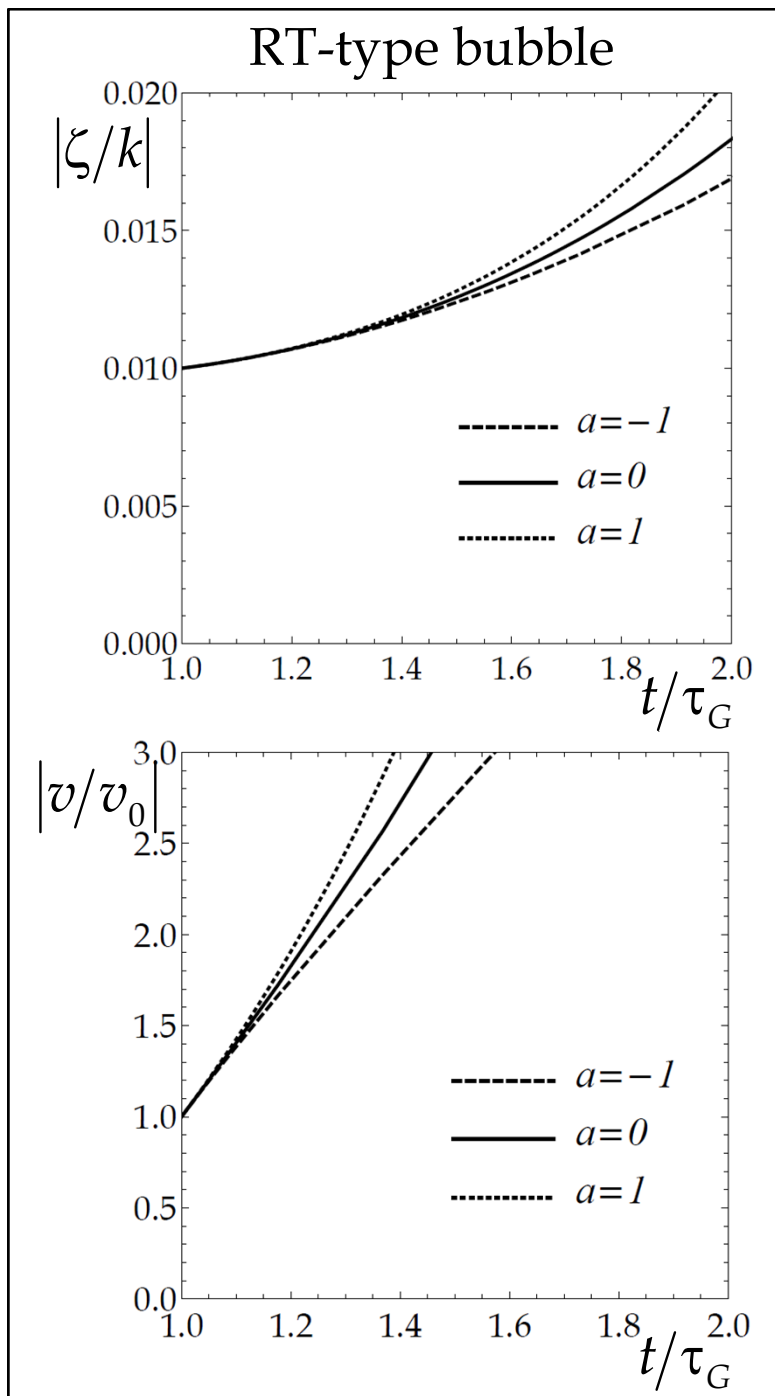 RT-type bubble
|ζ/k|
0.020
0.015
0.010
0.005
0.000
a=−1
a=0
a=1
1.0 1.2 1.4 1.6 1.8 2.0
t/τ_G
|v/v_0|
3.0
2.5
2.0
1.5
1.0
0.5
0.0
a=−1
a=0
a=1
1.0 1.2 1.4 1.6 1.8 2.0
t/τ_G